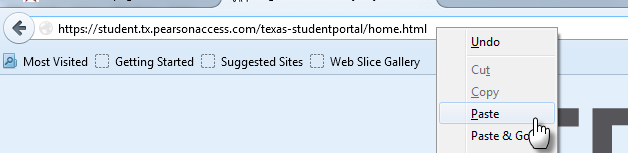 https://student.tx.pearsonaccess.com/texas-studentportal/home.html
Most Visited Getting Started Suggested Sites Web Slice Gallery
Undo
Cut
Copy
Paste
Paste & Go